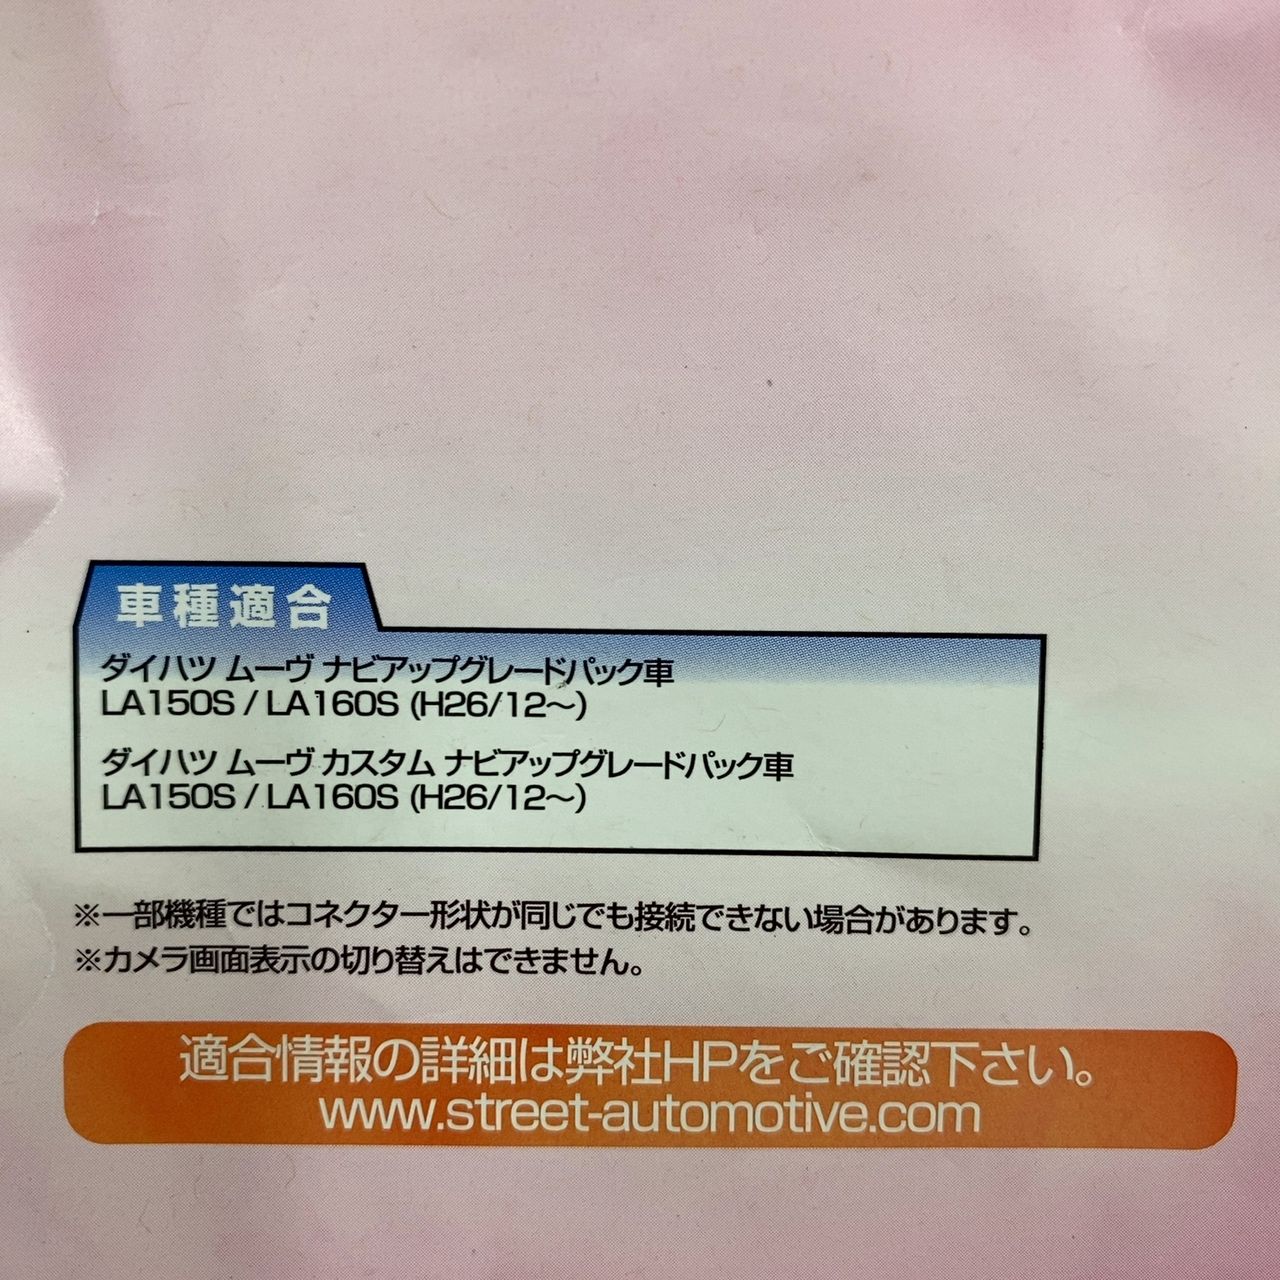 車種適合
ダイハツ ムーヴ ナビアップグレードパック車
LA150S / LA160S (H26/12〜)
ダイハツ ムーヴ カスタム ナビアップグレードパック車
LA150S / LA160S (H26/12〜)
※一部機種ではコネクター形状が同じでも接続できない場合があります。
※カメラ画面表示の切り替えはできません。
適合情報の詳細は弊社HPをご確認下さい。
www.street-automotive.com